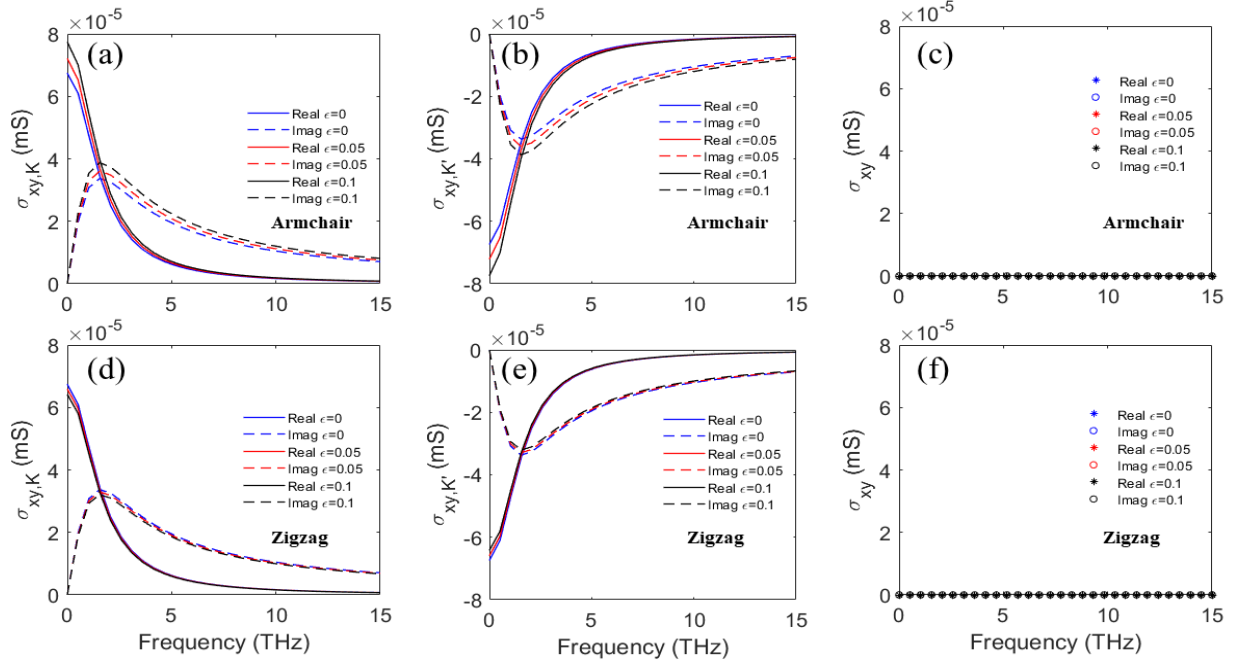 ×10⁻⁵
(a)
8
6
4
2
0
0
5
10
15
σxy,K (mS)
Real ϵ=0
Imag ϵ=0
Real ϵ=0.05
Imag ϵ=0.05
Real ϵ=0.1
Imag ϵ=0.1
Armchair
×10⁻⁵
(b)
0
-2
-4
-6
-8
0
5
10
15
σxy,K' (mS)
Real ϵ=0
Imag ϵ=0
Real ϵ=0.05
Imag ϵ=0.05
Real ϵ=0.1
Imag ϵ=0.1
Armchair
×10⁻⁵
(c)
8
6
4
2
0
0
5
10
15
σxy (mS)
Real ϵ=0
Imag ϵ=0
Real ϵ=0.05
Imag ϵ=0.05
Real ϵ=0.1
Imag ϵ=0.1
Armchair
×10⁻⁵
(d)
8
6
4
2
0
0
5
10
15
σxy,K (mS)
Real ϵ=0
Imag ϵ=0
Real ϵ=0.05
Imag ϵ=0.05
Real ϵ=0.1
Imag ϵ=0.1
Zigzag
Frequency (THz)
×10⁻⁵
(e)
0
-2
-4
-6
-8
0
5
10
15
σxy,K' (mS)
Real ϵ=0
Imag ϵ=0
Real ϵ=0.05
Imag ϵ=0.05
Real ϵ=0.1
Imag ϵ=0.1
Zigzag
Frequency (THz)
×10⁻⁵
(f)
8
6
4
2
0
0
5
10
15
σxy (mS)
Real ϵ=0
Imag ϵ=0
Real ϵ=0.05
Imag ϵ=0.05
Real ϵ=0.1
Imag ϵ=0.1
Zigzag
Frequency (THz)